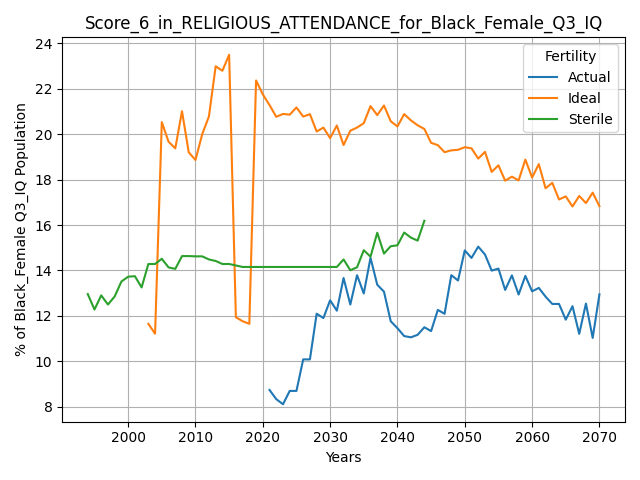 Score_6_in_RELIGIOUS_ATTENDANCE_for_Black_Female_Q3_IQ
Fertility
Actual
Ideal
Sterile
% of Black_Female Q3_IQ Population
24
22
20
18
16
14
12
10
8
2000 2010 2020 2030 2040 2050 2060 2070
Years